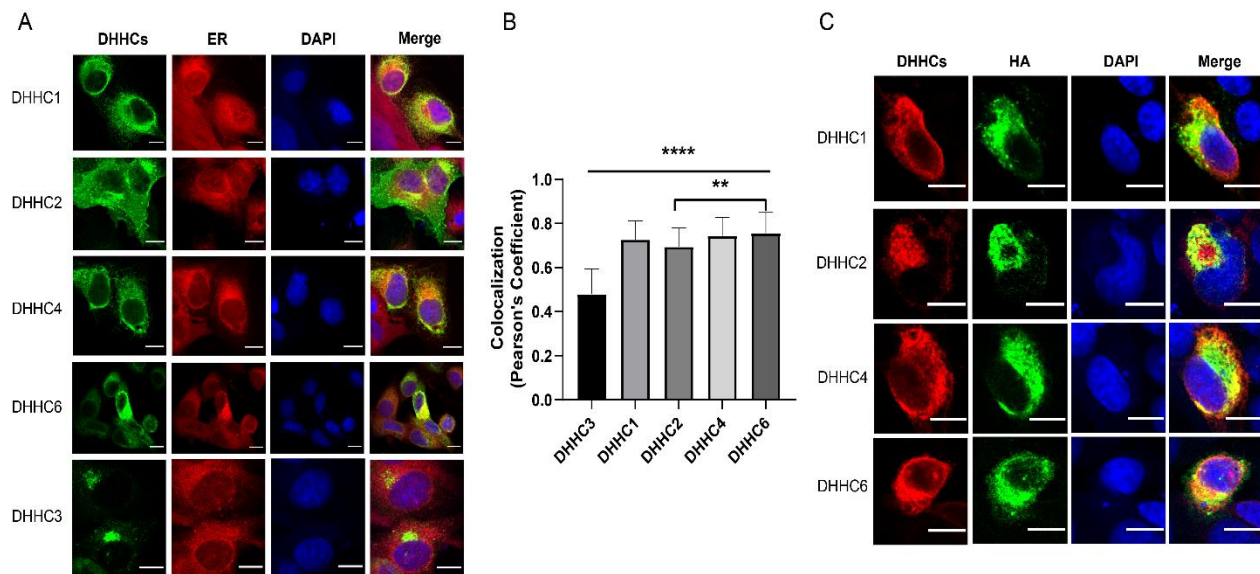 A
DHHCs ER DAPI Merge
DHHC1
DHHC2
DHHC4
DHHC6
DHHC3
B
****
**
Colocalization
(Pearson's Coefficient)
1.0
0.8
0.6
0.4
0.2
0.0
DHHC3 DHHC1 DHHC2 DHHC4 DHHC6
C
DHHCs HA DAPI Merge
DHHC1
DHHC2
DHHC4
DHHC6